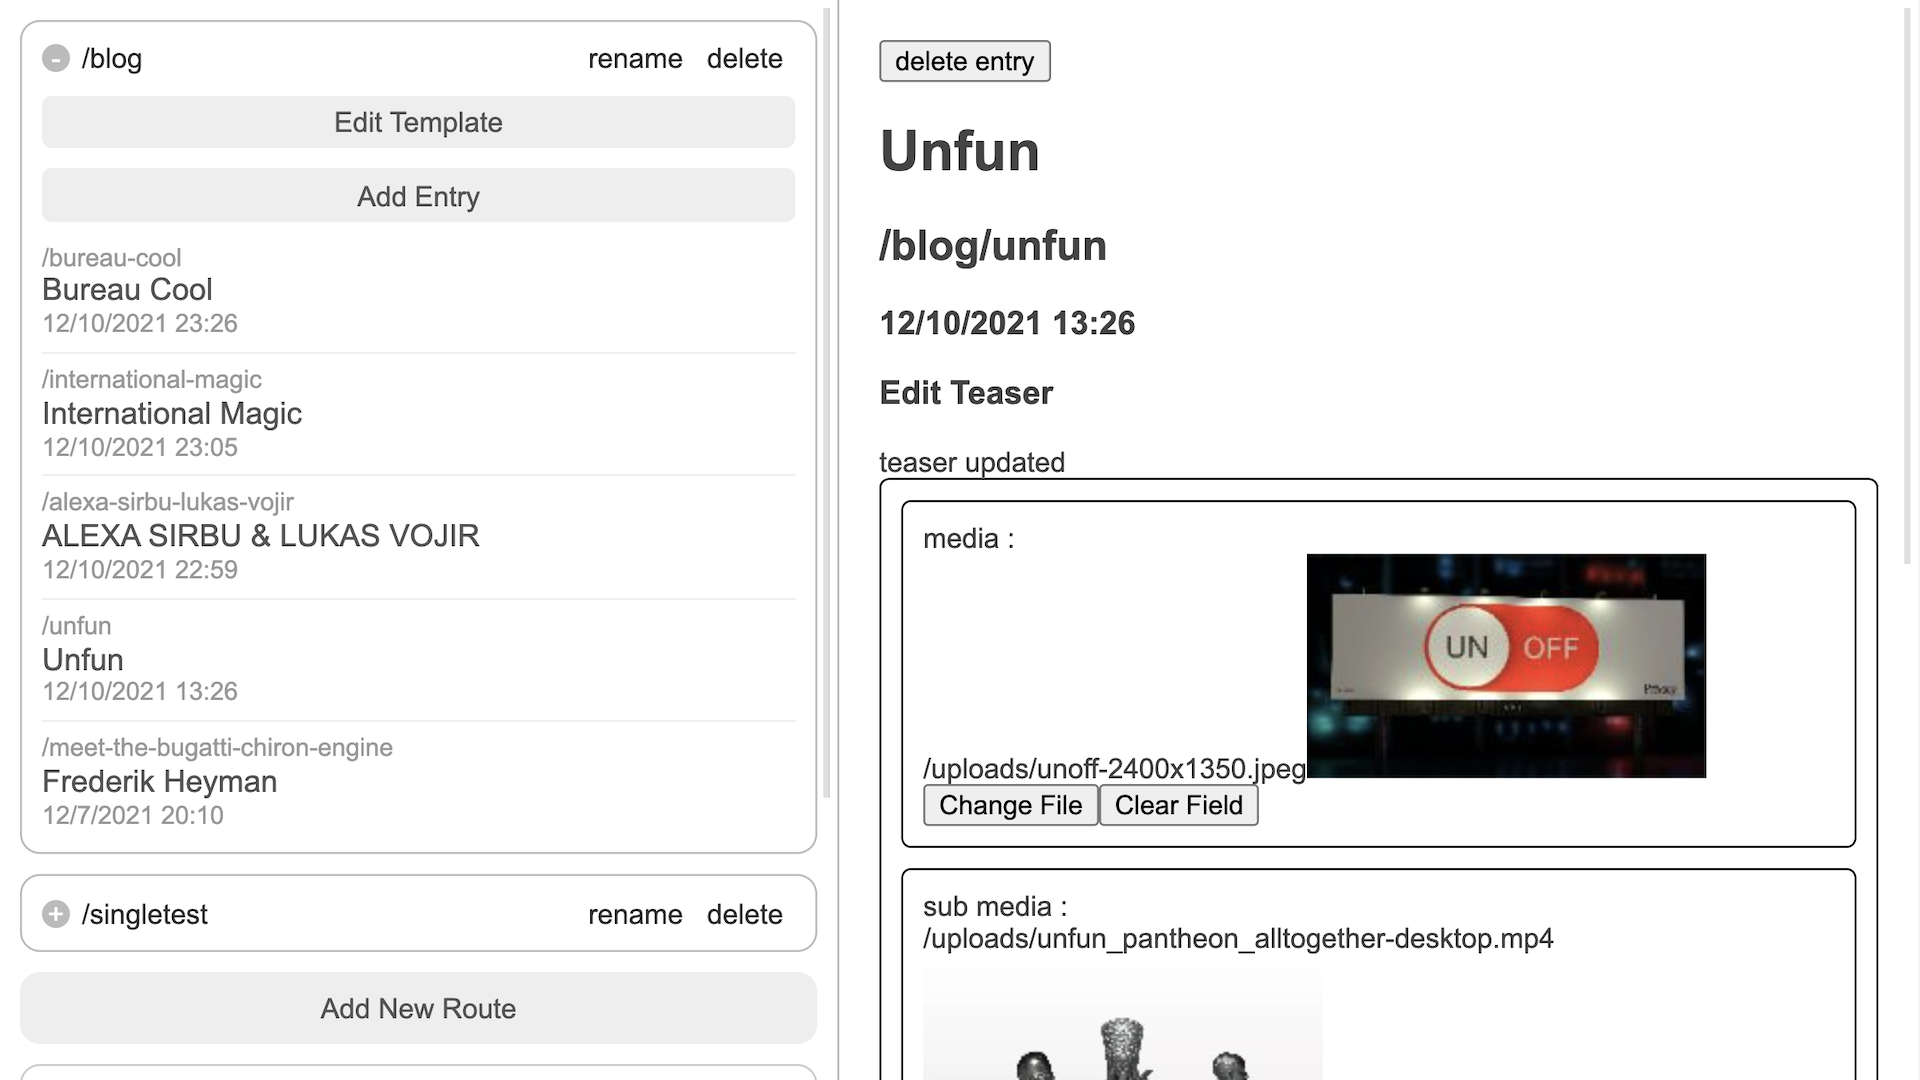 - /blog rename delete
Edit Template
Add Entry
/bureau-cool
Bureau Cool
12/10/2021 23:26
/international-magic
International Magic
12/10/2021 23:05
/alexa-sirbu-lukas-vojir
ALEXA SIRBU & LUKAS VOJIR
12/10/2021 22:59
/unfun
Unfun
12/10/2021 13:26
/meet-the-bugatti-chiron-engine
Frederik Heyman
12/7/2021 20:10
+ /singletest rename delete
Add New Route
delete entry
Unfun
/blog/unfun
12/10/2021 13:26
Edit Teaser
teaser updated
media :
UN OFF
Privacy
/uploads/unoff-2400x1350.jpeg
Change File Clear Field
sub media :
/uploads/unfun_pantheon_alltogether-desktop.mp4